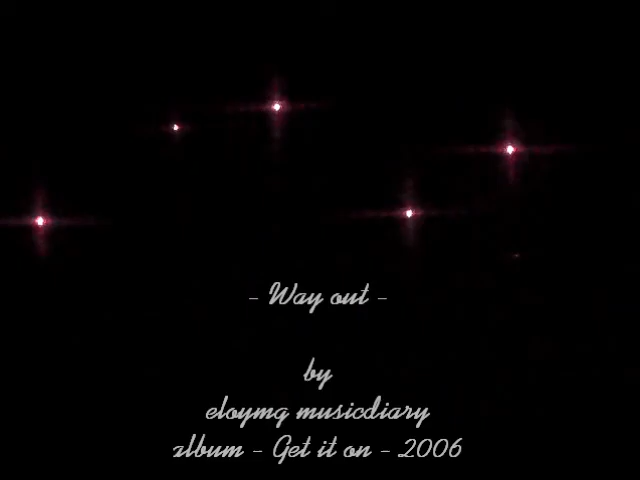 - Way out -
by
eloymg musicdiary
album - Get it on - 2006